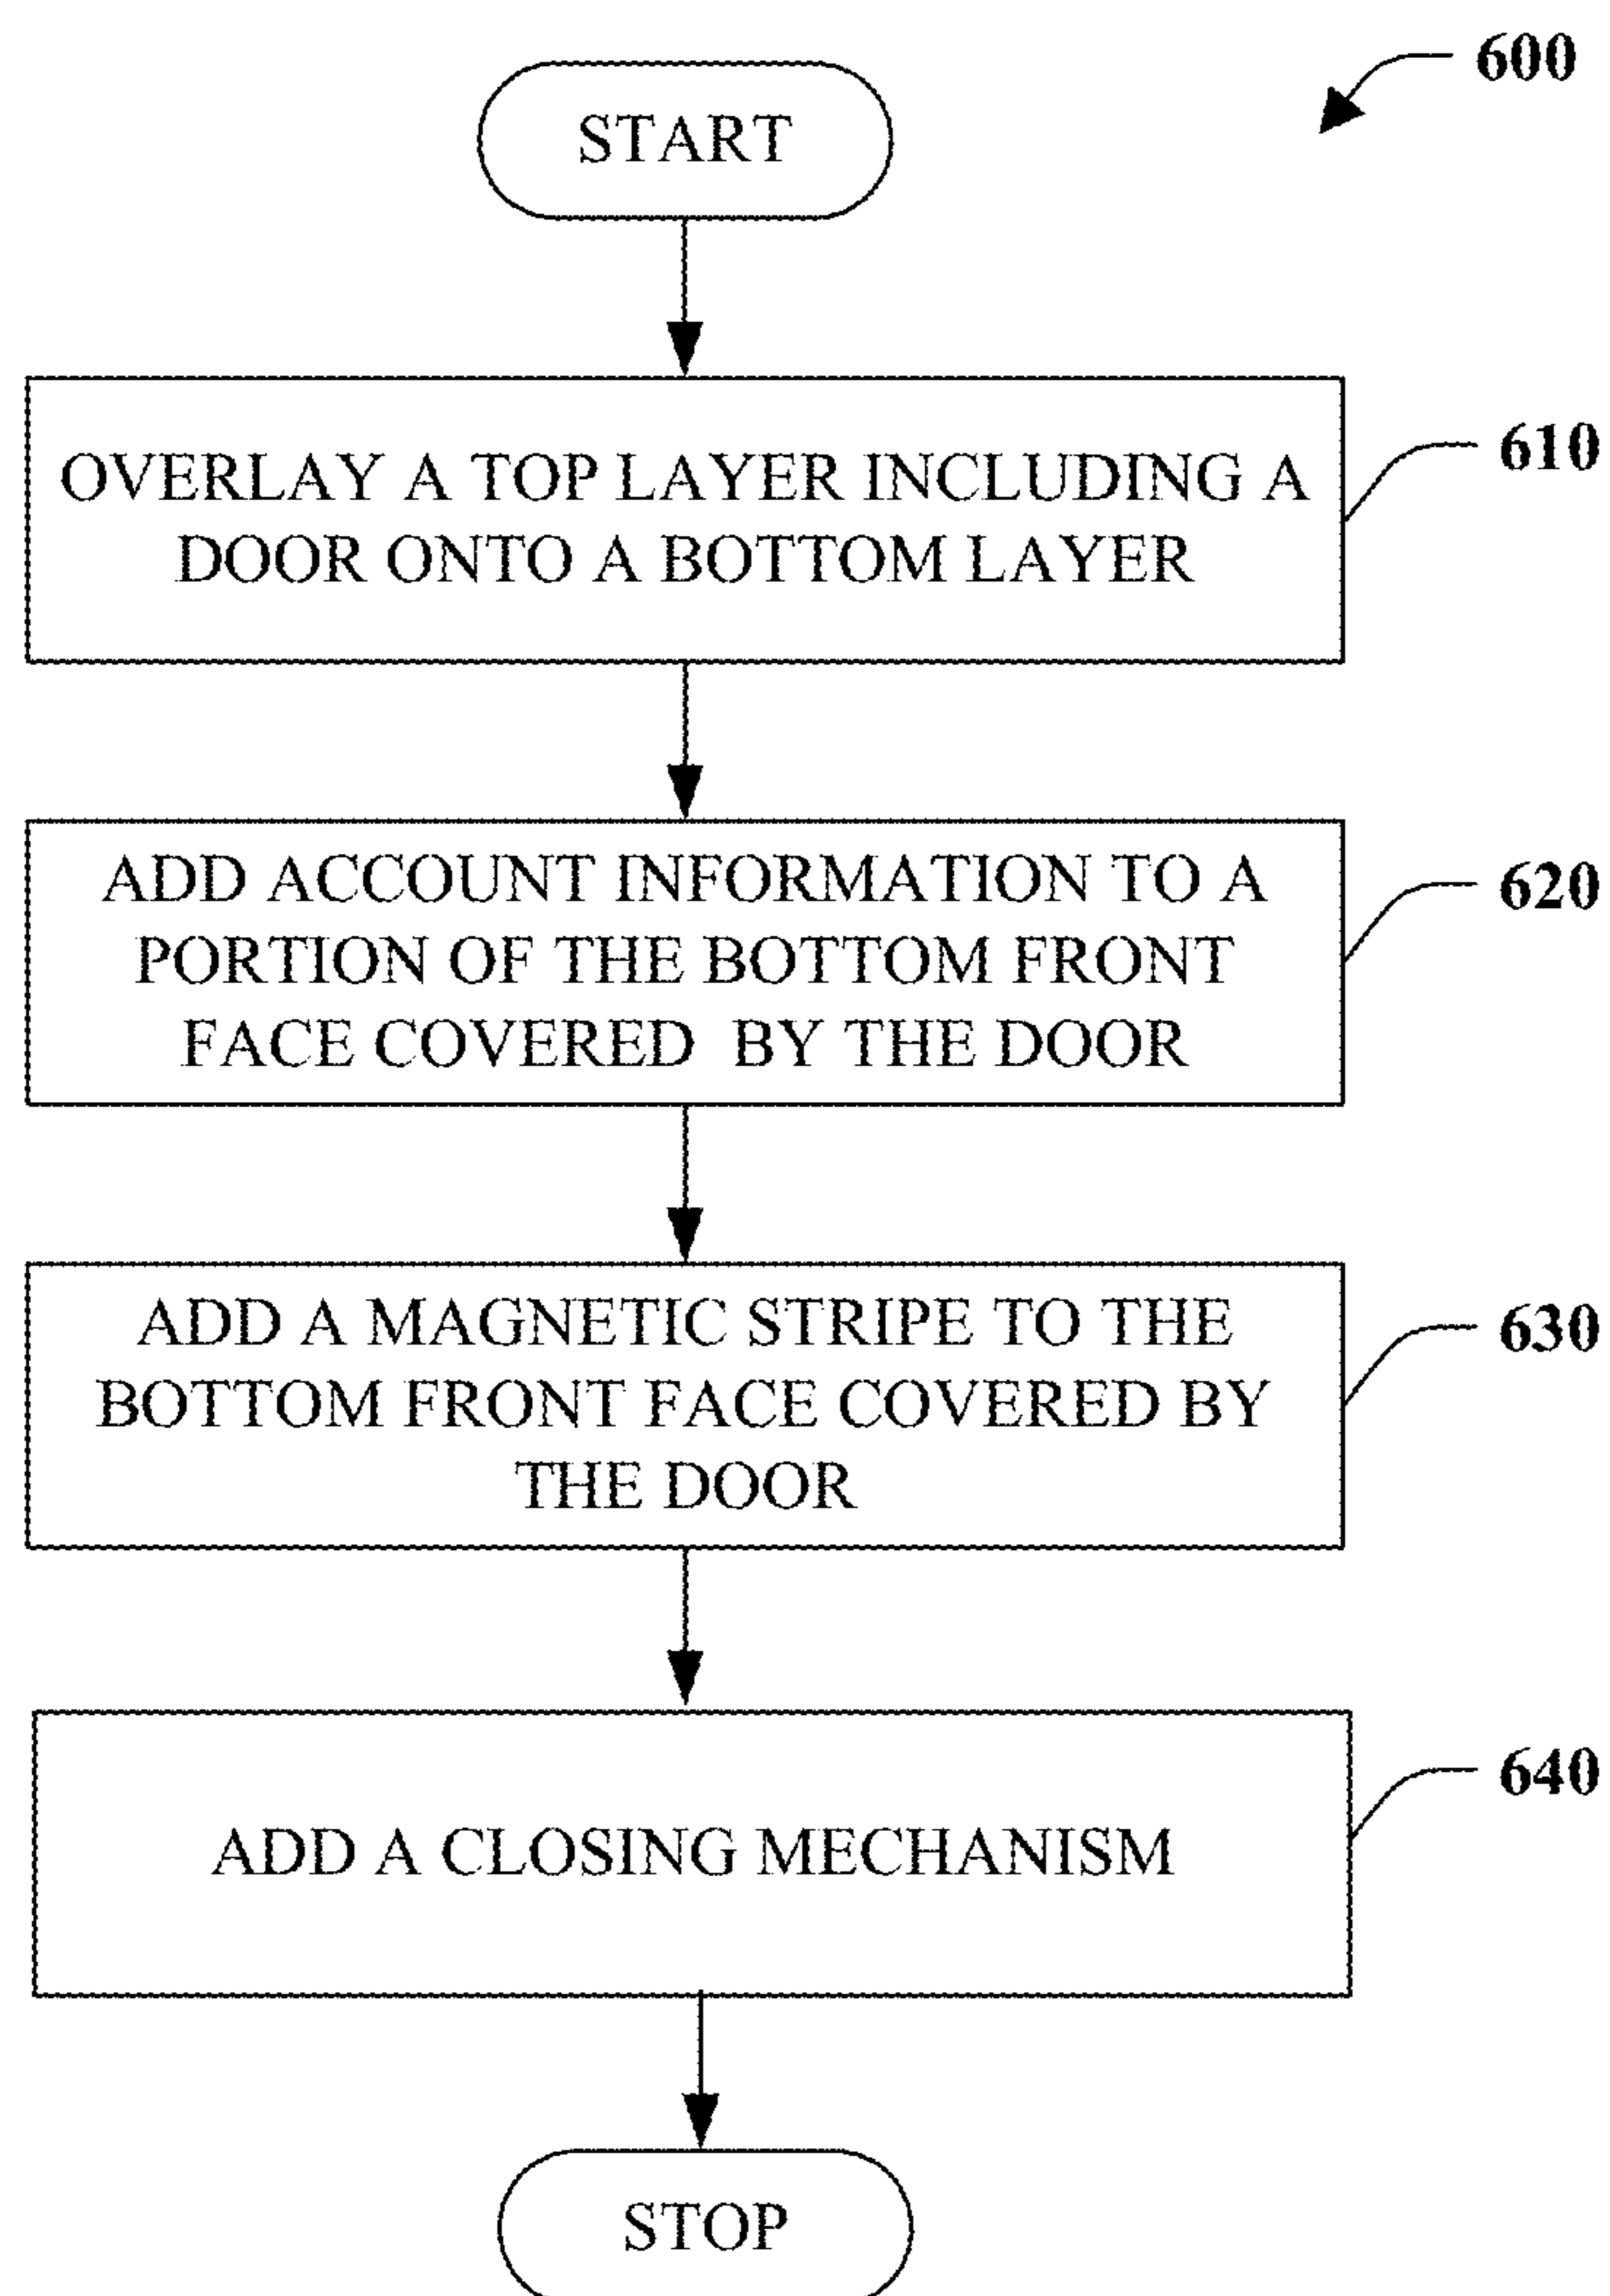 600
START
OVERLAY A TOP LAYER INCLUDING A
DOOR ONTO A BOTTOM LAYER
610
ADD ACCOUNT INFORMATION TO A
PORTION OF THE BOTTOM FRONT
FACE COVERED BY THE DOOR
620
ADD A MAGNETIC STRIPE TO THE
BOTTOM FRONT FACE COVERED BY
THE DOOR
630
ADD A CLOSING MECHANISM
640
STOP